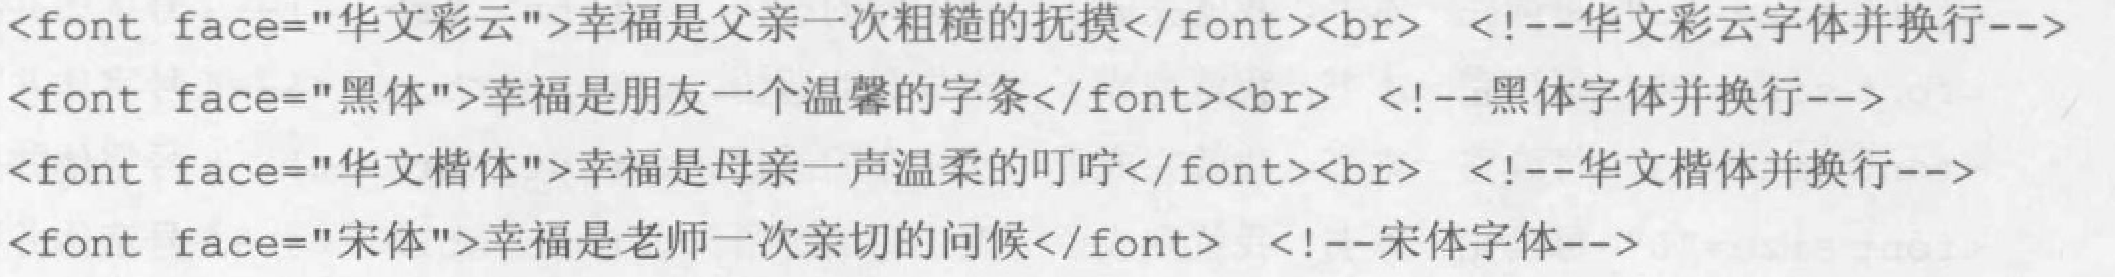 <font face="华文彩云">幸福是父亲一次粗糙的抚摸</font><br> <!--华文彩云字体并换行-->
<font face="黑体">幸福是朋友一个温馨的字条</font><br> <!--黑体字体并换行-->
<font face="华文楷体">幸福是母亲一声温柔的叮咛</font><br> <!--华文楷体并换行-->
<font face="宋体">幸福是老师一次亲切的问候</font> <!--宋体字体-->